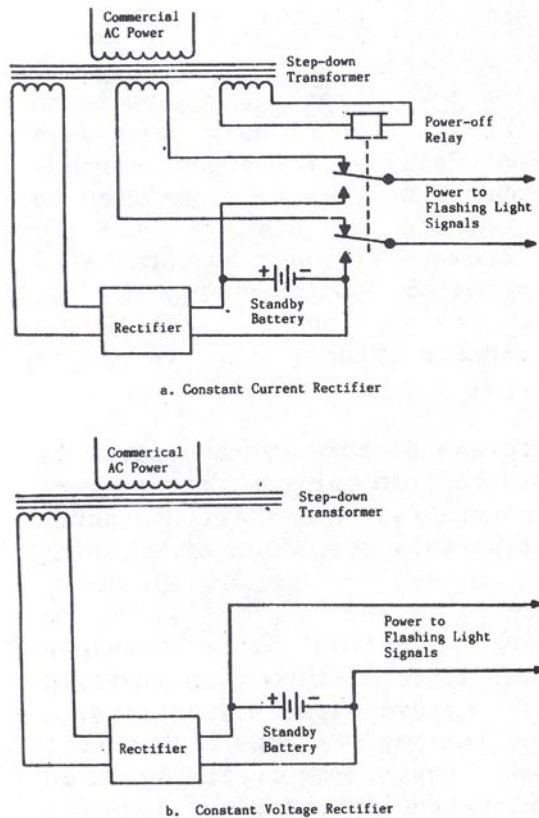 Commercial
AC Power
Step-down
Transformer
Power-off
Relay
Power to
Flashing Light
Signals
+ -
Standby
Battery
Rectifier
a. Constant Current Rectifier
Commerical
AC Power
Step-down
Transformer
Power to
Flashing Light
Signals
+ -
Standby
Battery
Rectifier
b. Constant Voltage Rectifier